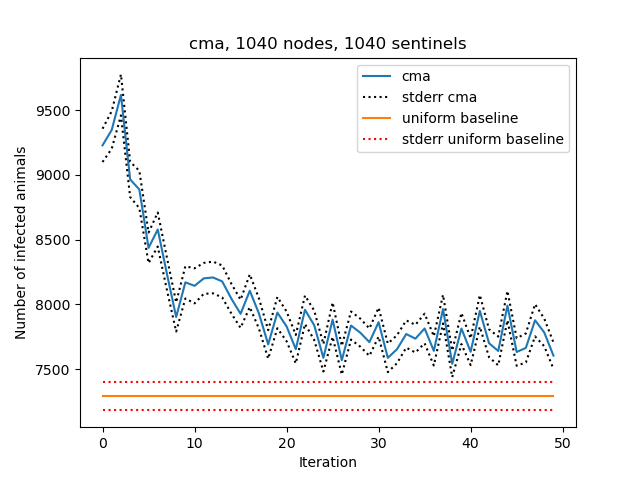 cma, 1040 nodes, 1040 sentinels
cma
stderr cma
uniform baseline
stderr uniform baseline
Number of infected animals
9500
9000
8500
8000
7500
0 10 20 30 40 50
Iteration